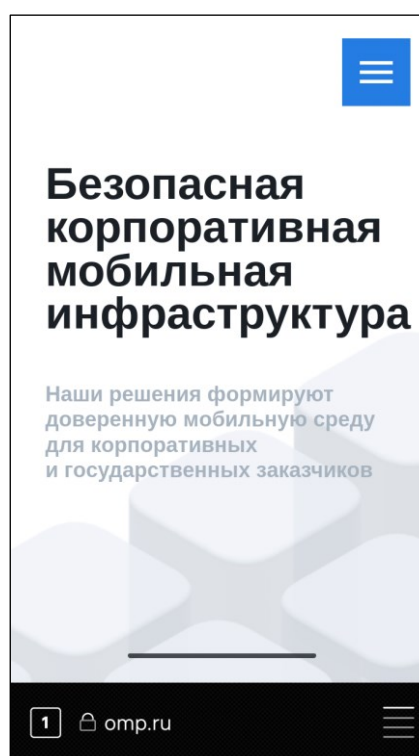 Безопасная
корпоративная
мобильная
инфраструктура
Наши решения формируют
доверенную мобильную среду
для корпоративных
и государственных заказчиков
1 omp.ru